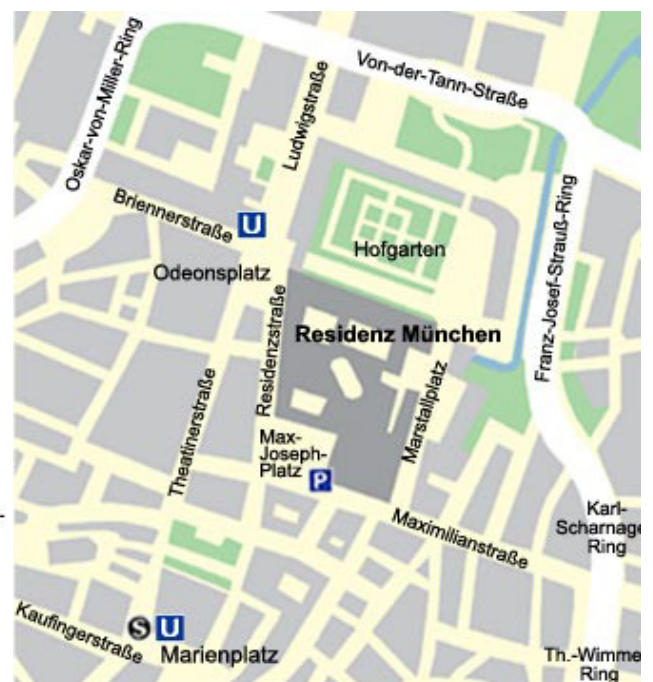 Oskar-von-Miller-Ring
Ludwigstraße
Von-der-Tann-Straße
Briennerstraße
U
Odeonsplatz
Hofgarten
Franz-Josef-Strauß-Ring
Residenzstraße
Residenz München
Theatinerstraße
Marstallplatz
Max-
Joseph-
Platz
P
Maximilianstraße
Karl-
Scharnage
Ring
Kaufingerstraße
S U
Marienplatz
Th.-Wimme
Ring